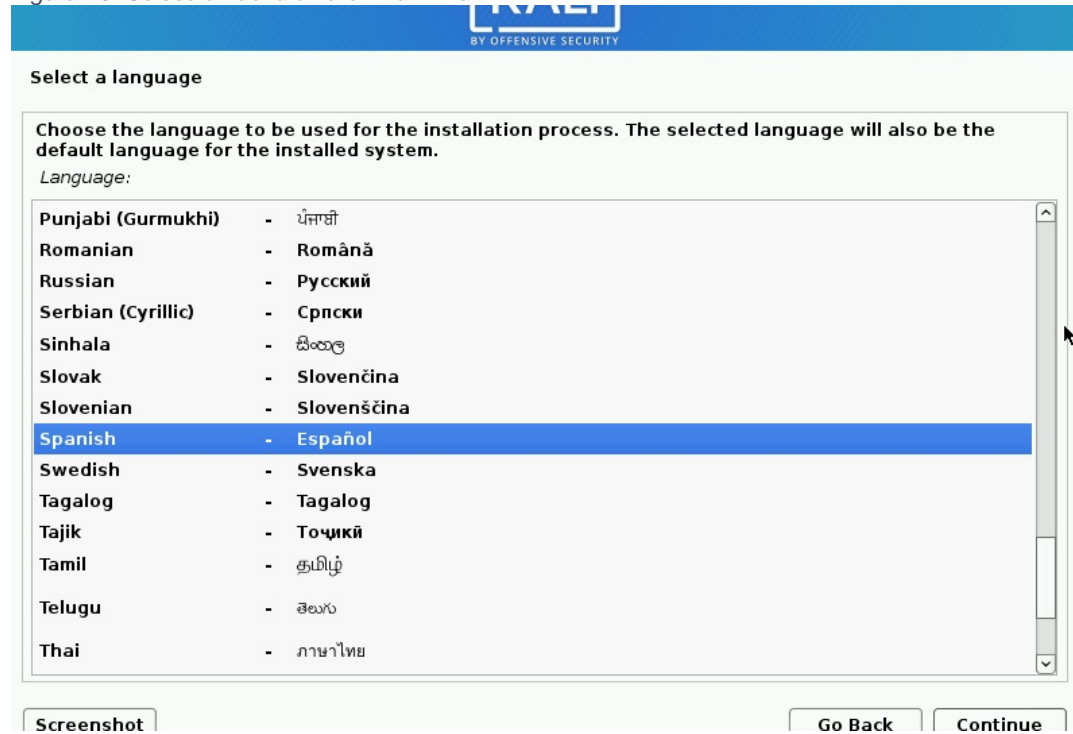 BY OFFENSIVE SECURITY
Select a language
Choose the language to be used for the installation process. The selected language will also be the
default language for the installed system.
Language:
Punjabi (Gurmukhi) - ਪੰਜਾਬੀ
Romanian - Română
Russian - Русский
Serbian (Cyrillic) - Српски
Sinhala - සිංහල
Slovak - Slovenčina
Slovenian - Slovenščina
Spanish - Español
Swedish - Svenska
Tagalog - Tagalog
Tajik - Тоҷикӣ
Tamil - தமிழ்
Telugu - తెలుగు
Thai - ภาษาไทย
Screenshot Go Back Continue